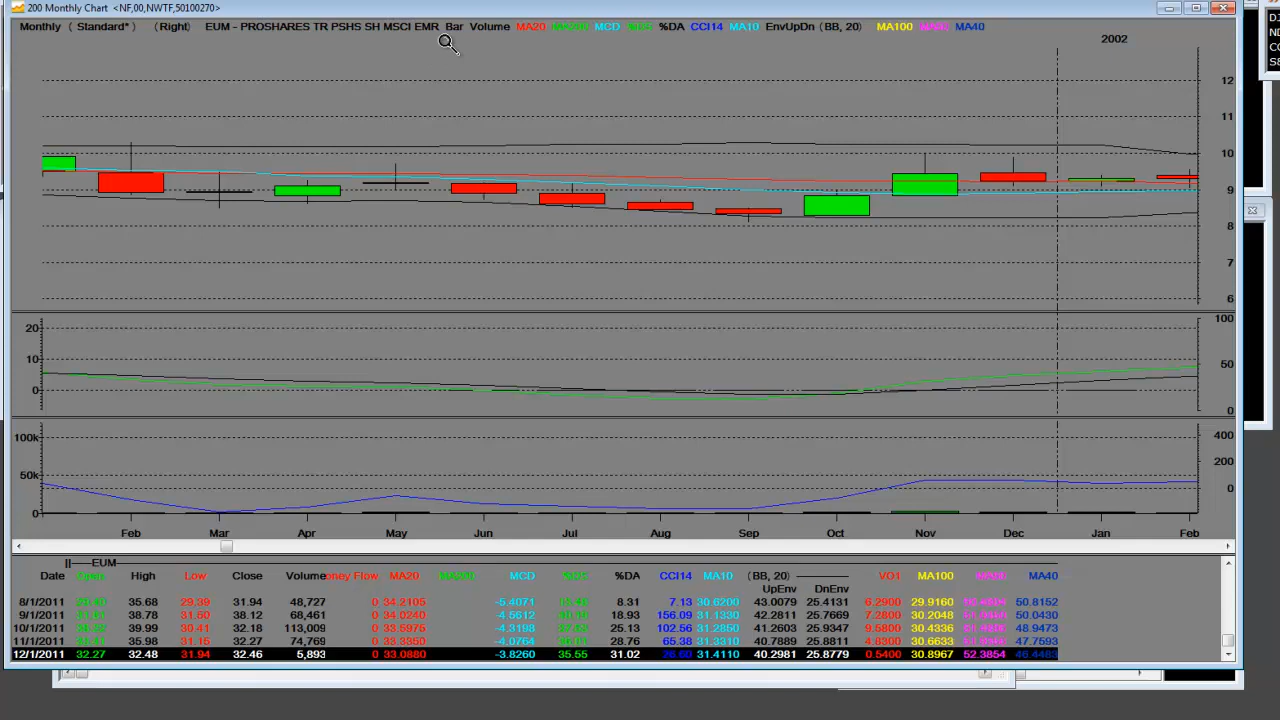 200 Monthly Chart <NF,00,NWTF,50100270>
Monthly ( Standard* ) (Right) EUM - PROSHARES TR PSHS SH MSCI EMR Bar Volume MA20 MCD %DA CCI14 MA10 EnvUpDn (BB, 20) MA100 MA40
2002
12
11
10
9
8
7
6
20 100
10 50
0 0
100k 400
50k 200
0 0
Feb Mar Apr May Jun Jul Aug Sep Oct Nov Dec Jan Feb
EUM
Date Open High Low Close Volume oney Flow MA20 MCD %DA CCI14 MA10 (BB, 20) VO1 MA100 MA40
UpEnv DnEnv
8/1/2011 35.68 29.39 31.94 48,727 0 34.2105 -5.4071 8.31 7.13 30.6200 43.0079 25.4131 6.2900 29.9160 50.8152
9/1/2011 38.78 30.41 38.12 68,461 0 34.0240 -4.5612 18.93 156.09 31.1330 42.2811 25.7669 7.2800 30.2048 50.0430
10/1/2011 39.99 31.50 32.18 113,009 0 33.5975 -4.3198 25.13 102.56 31.2850 41.2603 25.9347 9.5800 30.4336 48.9473
11/1/2011 35.98 31.15 32.18 74,769 0 33.3350 -4.0764 28.76 65.38 31.3310 40.7889 25.8811 4.8300 30.6633 47.7593
12/1/2011 32.27 32.48 31.94 32.46 5,893 0 33.0880 -3.8260 35.55 31.02 31.4110 40.2981 25.8779 0.5400 30.8967 52.3854 46.4483